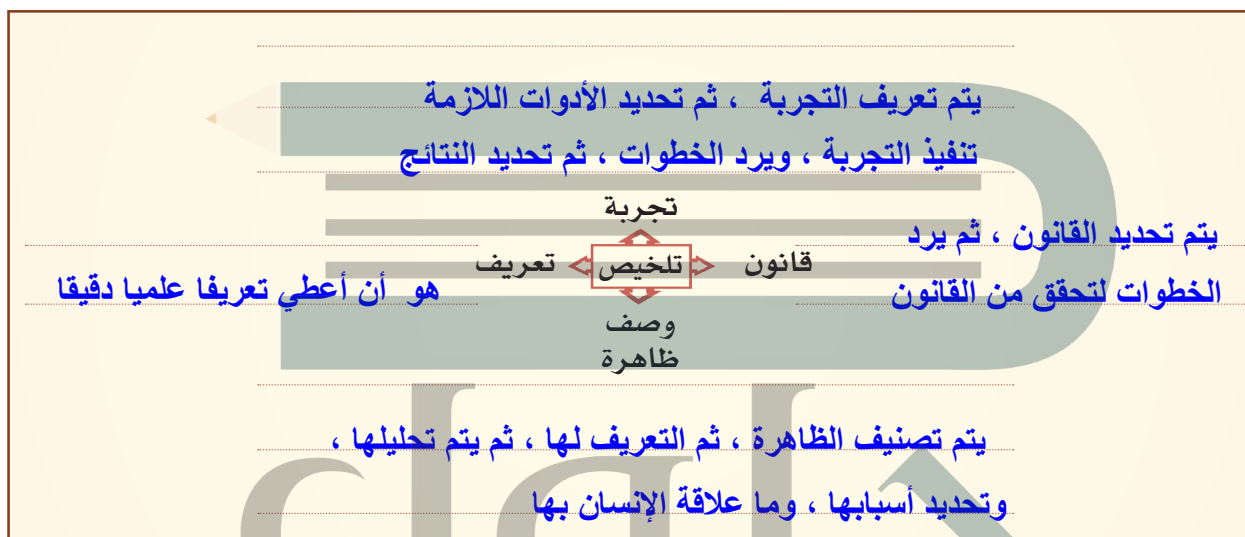 يتم تعريف التجربة ، ثم تحديد الأدوات اللازمة
تنفيذ التجربة ، ويرد الخطوات ، ثم تحديد النتائج
تجربة
يتم تحديد القانون ، ثم يرد
الخطوات لتحقق من القانون
قانون
تلخيص
تعريف
هو أن أعطي تعريفا علميا دقيقا
وصف
ظاهرة
يتم تصنيف الظاهرة ، ثم التعريف لها ، ثم يتم تحليلها ،
وتحديد أسبابها ، وما علاقة الإنسان بها